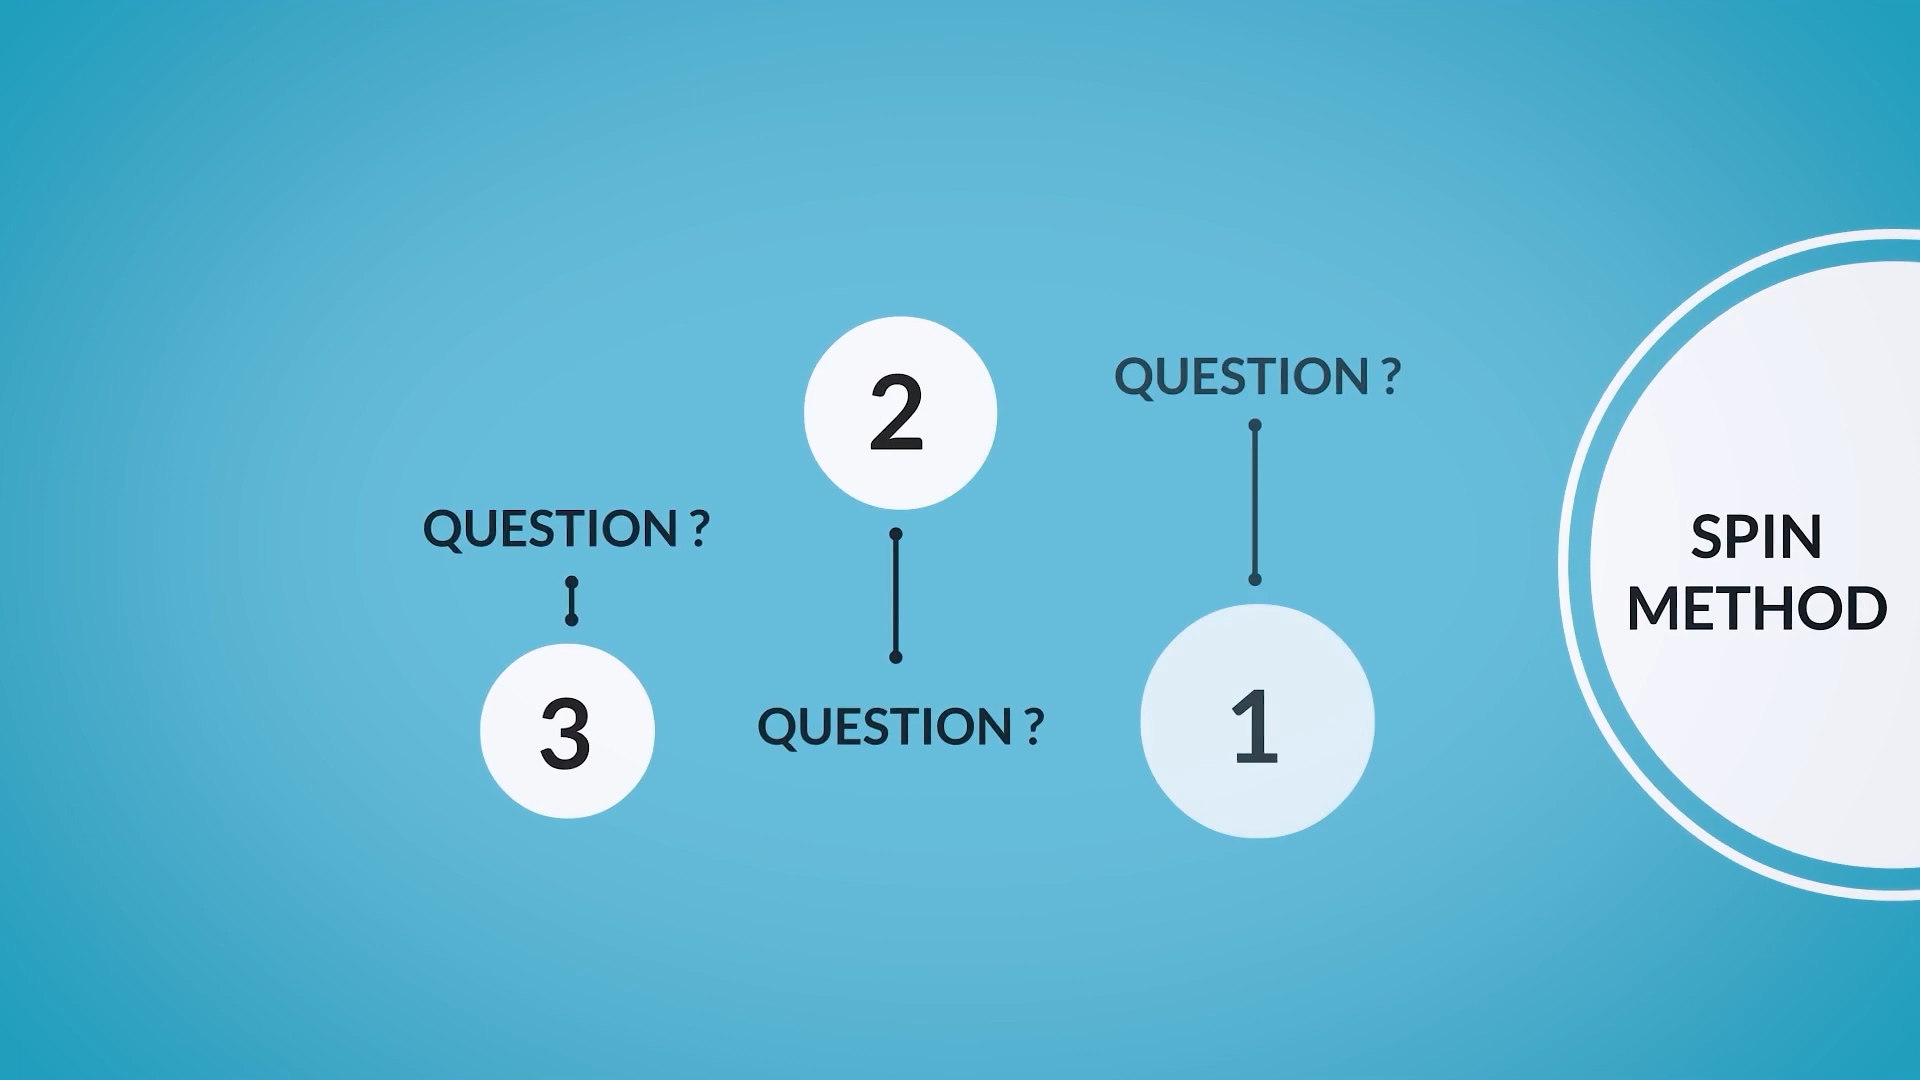 QUESTION ?
3
2
QUESTION ?
QUESTION ?
1
SPIN
METHOD